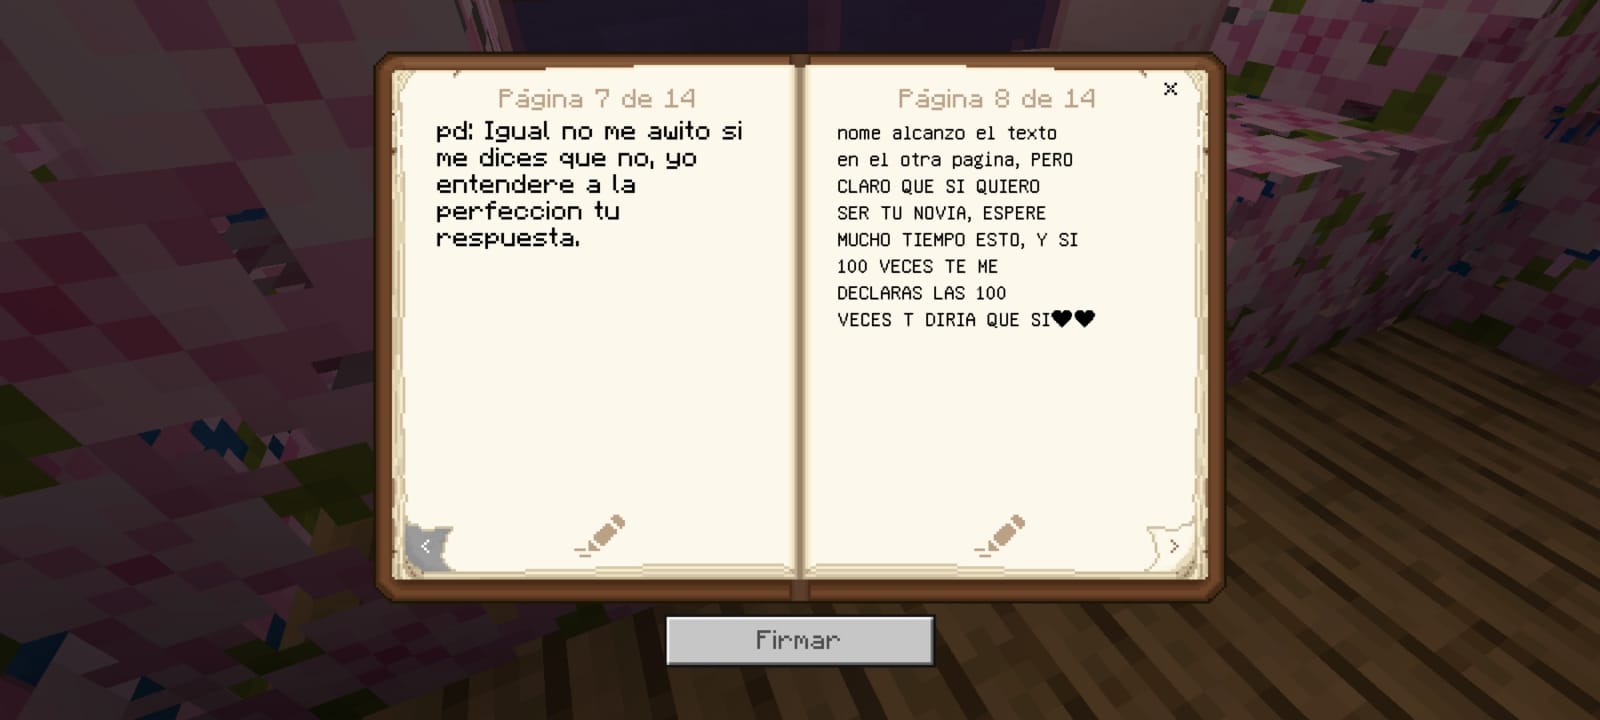 Página 7 de 14
pd: Igual no me awito si
me dices que no, yo
entendere a la
perfeccion tu
respuesta.
Página 8 de 14
nome alcanzo el texto
en el otra pagina, PERO
CLARO QUE SI QUIERO
SER TU NOVIA, ESPERE
MUCHO TIEMPO ESTO, Y SI
100 VECES TE ME
DECLARAS LAS 100
VECES T DIRIA QUE SI♥♥
Firmar